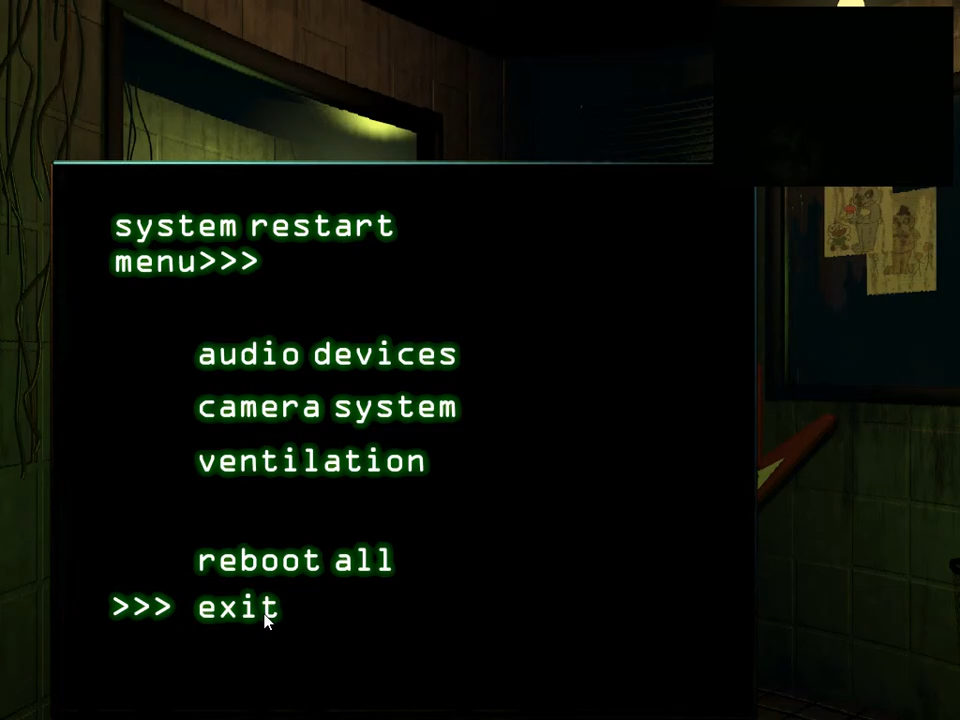 system restart
menu>>>
audio devices
camera system
ventilation
reboot all
>>> exit